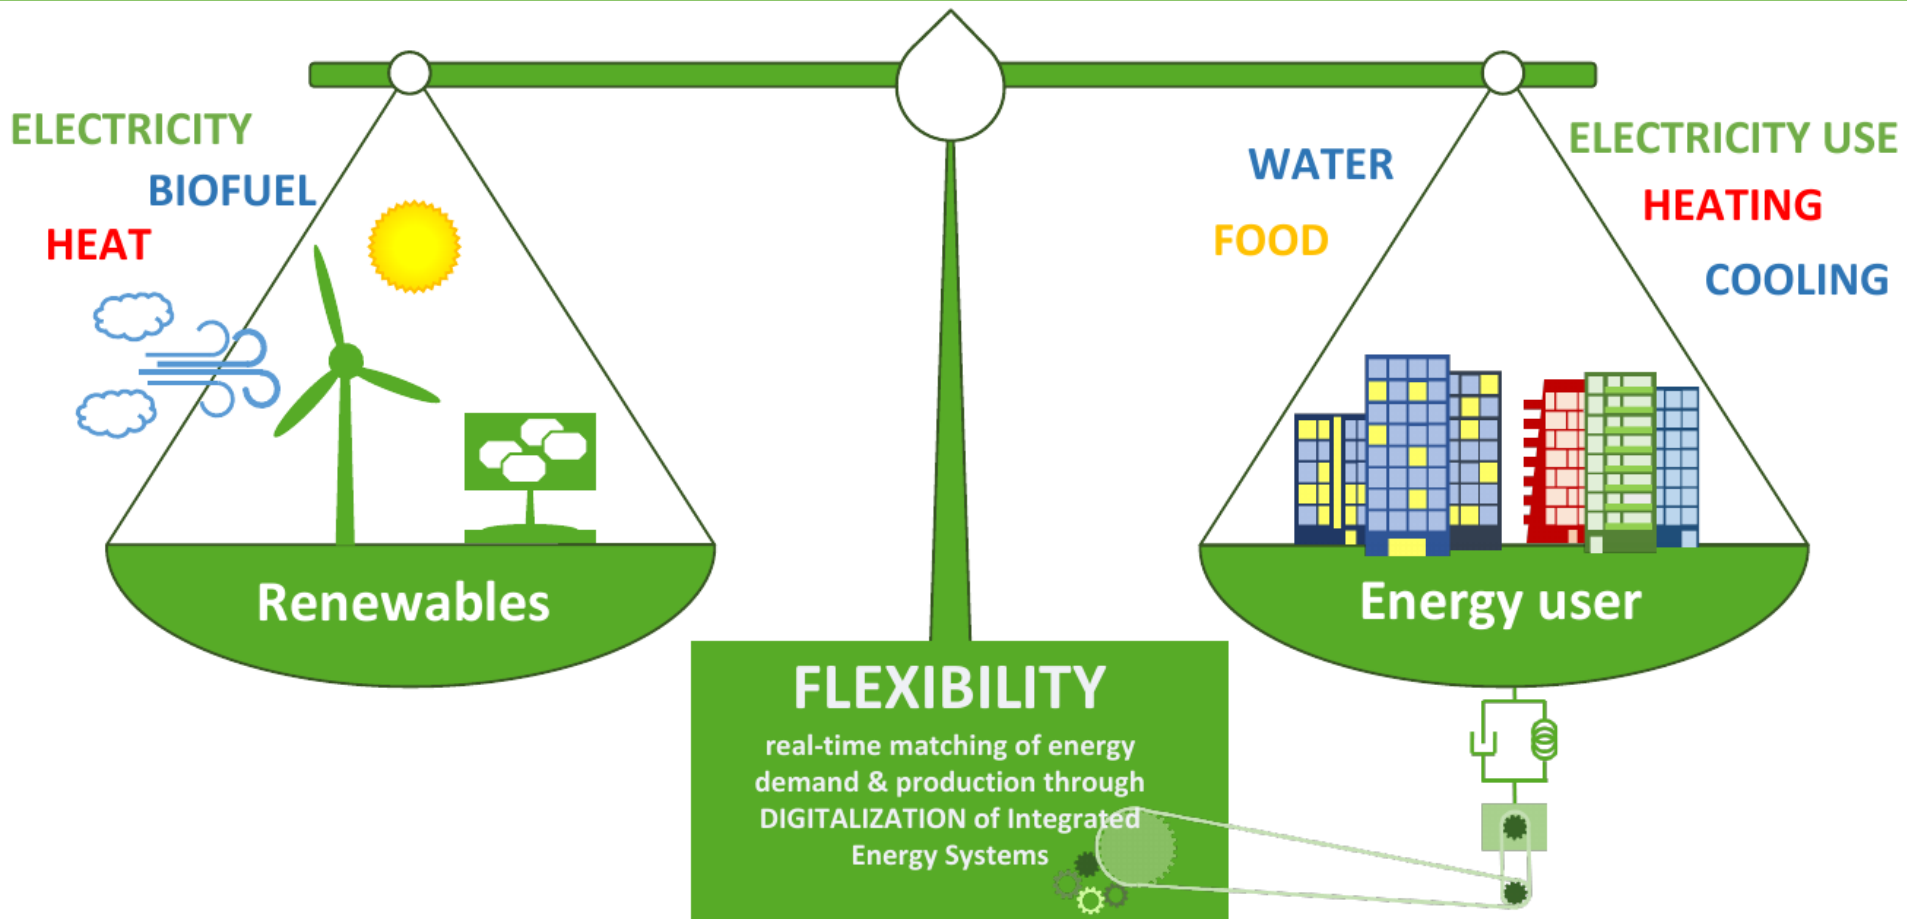 ELECTRICITY
BIOFUEL
HEAT
WATER
FOOD
ELECTRICITY USE
HEATING
COOLING
Renewables
Energy user
FLEXIBILITY
real-time matching of energy
demand & production through
DIGITALIZATION of Integrated
Energy Systems